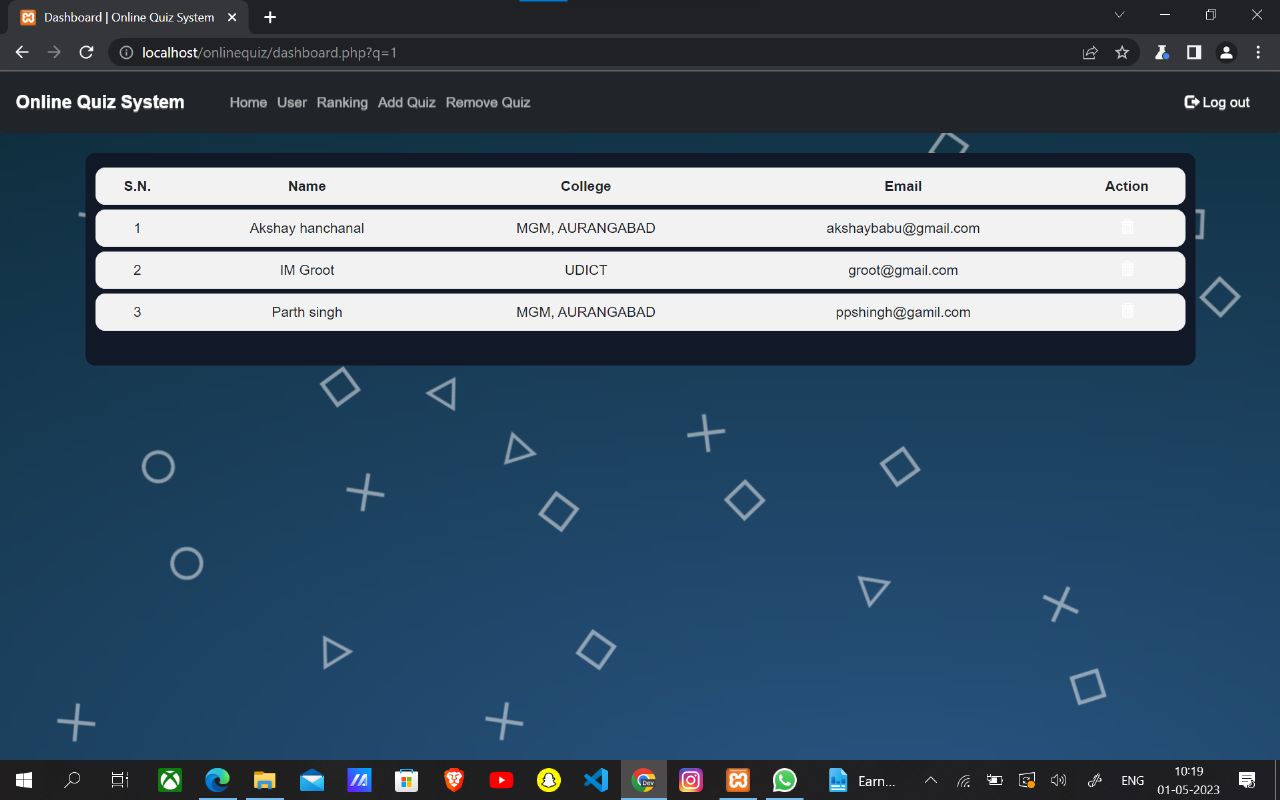 Dashboard | Online Quiz System
localhost/onlinequiz/dashboard.php?q=1
Online Quiz System Home User Ranking Add Quiz Remove Quiz Log out
S.N. Name College Email Action
1 Akshay hanchanal MGM, AURANGABAD akshaybabu@gmail.com
2 IM Groot UDICT groot@gmail.com
3 Parth singh MGM, AURANGABAD ppshingh@gamil.com
Earn... ENG 10:19
01-05-2023